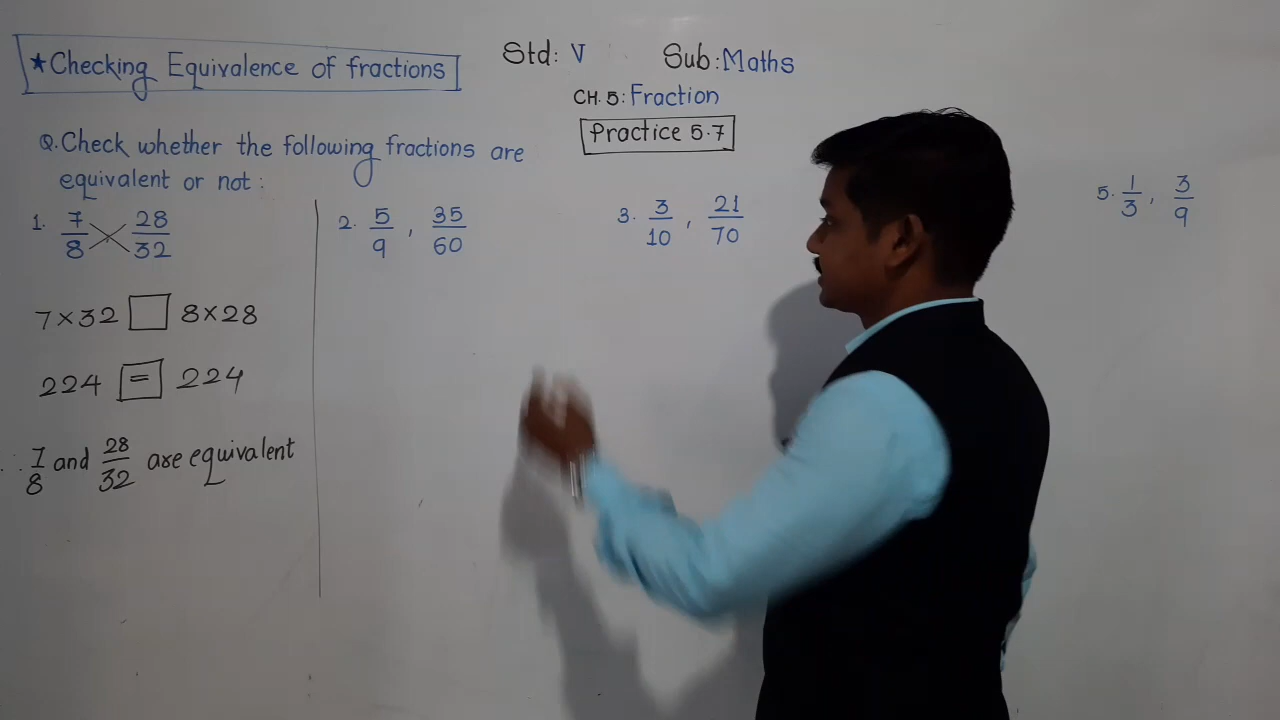 ★Checking Equivalence of fractions
Std: V Sub: Maths
CH.5: Fraction
Practice 5.7
Q. Check whether the following fractions are
equivalent or not:
1. 7/8 28/32
7×32 □ 8×28
224 = 224
∴ 7/8 and 28/32 are equivalent
2. 5/9 , 35/60
3. 3/10 , 21/70
5. 1/3 , 3/9